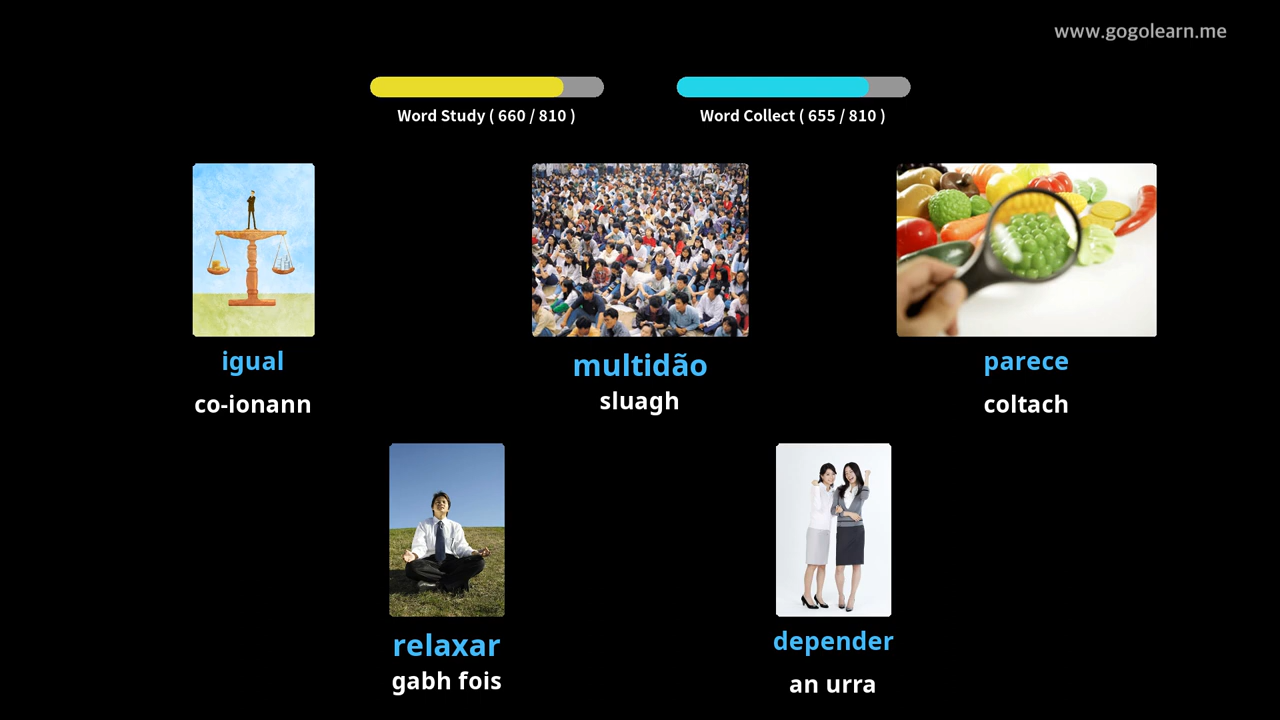 www.gogolearn.me
Word Study ( 660 / 810 )
Word Collect ( 655 / 810 )
igual
co-ionann
multidão
sluagh
parece
coltach
relaxar
gabh fois
depender
an urra